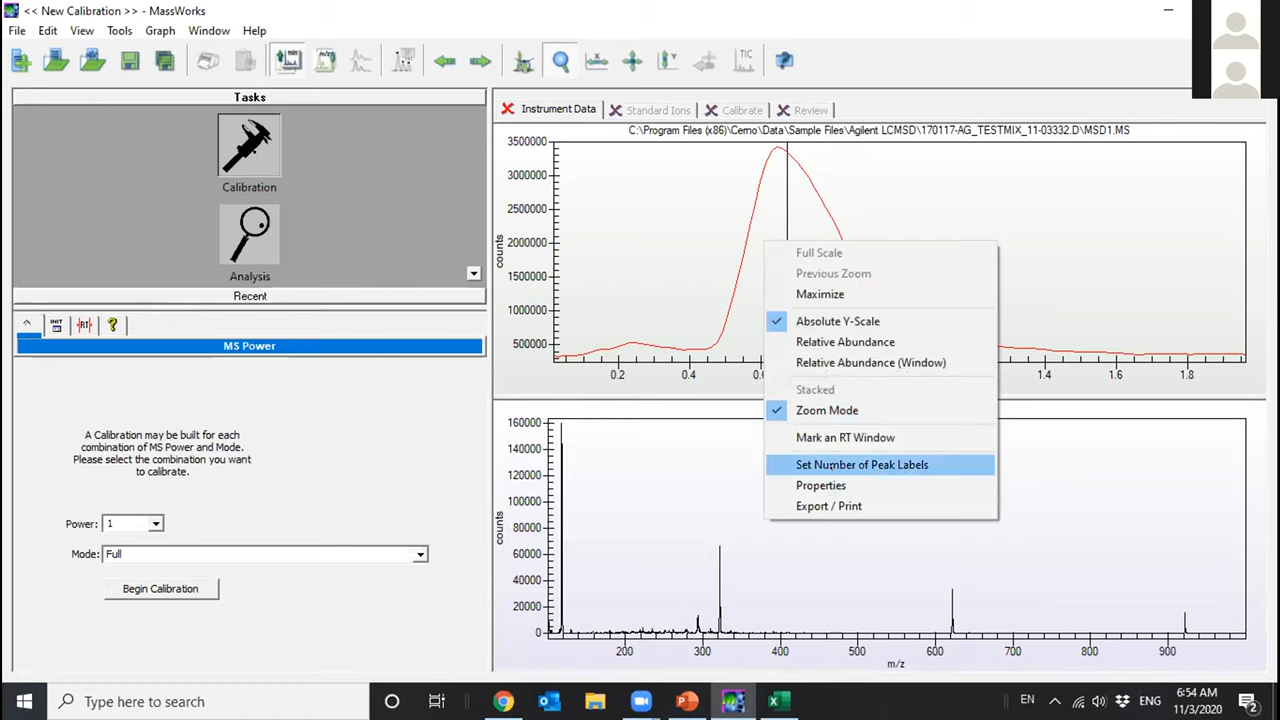 << New Calibration > - MassWorks
File Edit View Tools Graph Window Help
min
m/z
TIC
Tasks
Calibration
Analysis
Recent
INIT
RT
?
MS Power
A Calibration may be built for each
combination of MS Power and Mode.
Please select the combination you want
to calibrate.
Power: 1
Mode: Full
Begin Calibration
Instrument Data Standard Ions Calibrate Review
C:\Program Files (x86)\Cerno\Data\Sample Files\Agilent LCMSD\170117-AG_TESTMIX_11-03332.D\MSD1.MS
3500000
3000000
2500000
2000000
1500000
1000000
500000
counts
0.2 0.4 0.6 1.4 1.6 1.8
Full Scale
Previous Zoom
Maximize
Absolute Y-Scale
Relative Abundance
Relative Abundance (Window)
Stacked
Zoom Mode
Mark an RT Window
Set Number of Peak Labels
Properties
Export / Print
160000
140000
120000
100000
80000
60000
40000
20000
0
counts
200 300 400 500 600 700 800 900
m/z
Type here to search
EN
ENG
6:54 AM
11/3/2020
2